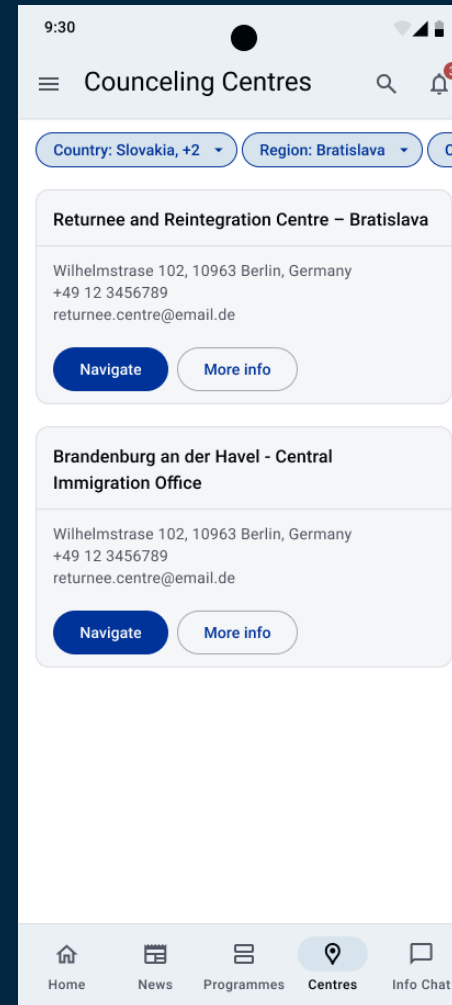 9:30
Counceling Centres
Country: Slovakia, +2
Region: Bratislava
Returnee and Reintegration Centre – Bratislava
Wilhelmstrase 102, 10963 Berlin, Germany
+49 12 3456789
returnee.centre@email.de
Navigate
More info
Brandenburg an der Havel - Central
Immigration Office
Wilhelmstrase 102, 10963 Berlin, Germany
+49 12 3456789
returnee.centre@email.de
Navigate
More info
Home
News
Programmes
Centres
Info Chat